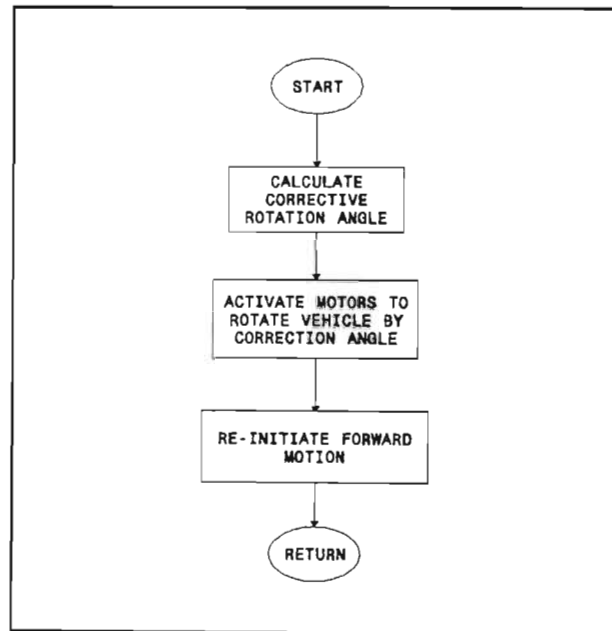 START
CALCULATE
CORRECTIVE
ROTATION ANGLE
ACTIVATE MOTORS TO
ROTATE VEHICLE BY
CORRECTION ANGLE
RE-INITIATE FORWARD
MOTION
RETURN